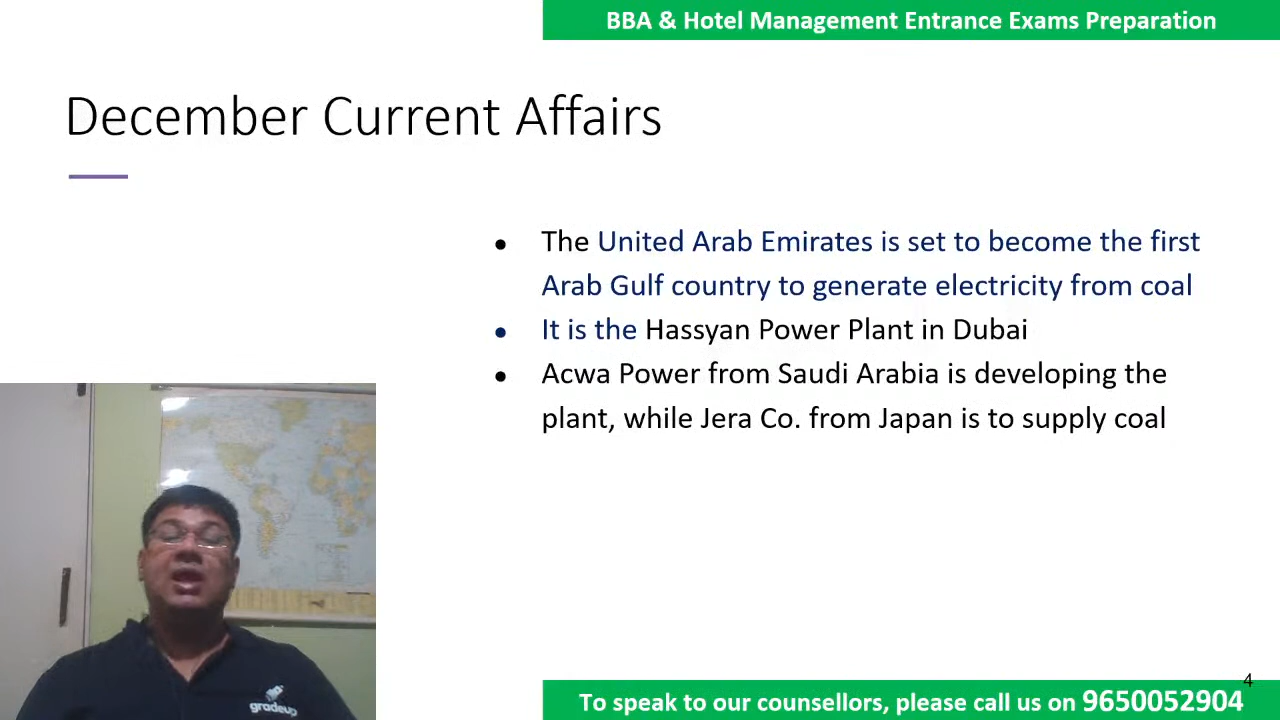 BBA & Hotel Management Entrance Exams Preparation
December Current Affairs
● The United Arab Emirates is set to become the first
Arab Gulf country to generate electricity from coal
● It is the Hassyan Power Plant in Dubai
● Acwa Power from Saudi Arabia is developing the
plant, while Jera Co. from Japan is to supply coal
gradeup
4
To speak to our counsellors, please call us on 9650052904